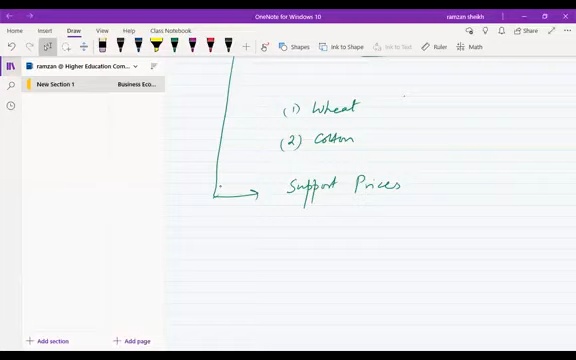 OneNote for Windows 10
ramzan sheikh
Home Insert Draw View Help Class Notebook
Share
Shapes Ink to Shape Ink to Text Ruler Math
ramzan @ Higher Education Com...
New Section 1 Business Eco...
(1) Wheat
(2) Cotton
Support Prices
Add section Add page